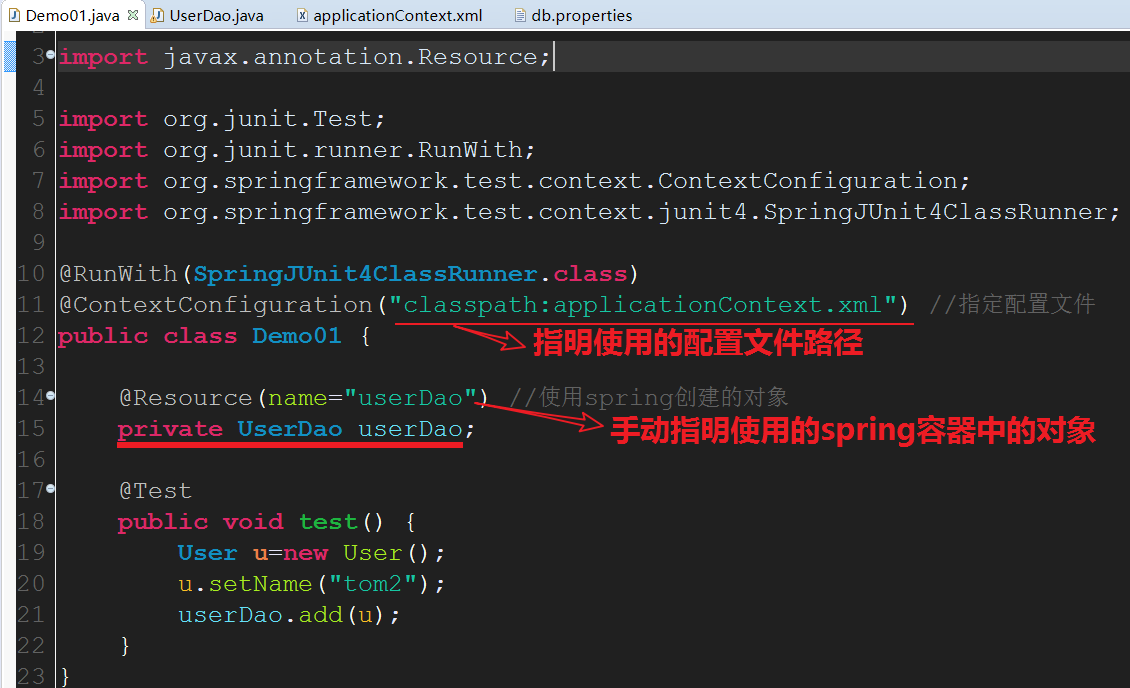 Demo01.java UserDao.java applicationContext.xml db.properties
3 import javax.annotation.Resource;
4
5 import org.junit.Test;
6 import org.junit.runner.RunWith;
7 import org.springframework.test.context.ContextConfiguration;
8 import org.springframework.test.context.junit4.SpringJUnit4ClassRunner;
9
10 @RunWith(SpringJUnit4ClassRunner.class)
11 @ContextConfiguration("classpath:applicationContext.xml") //指定配置文件
12 public class Demo01 {
指明使用的配置文件路径
13
14 @Resource(name="userDao") //使用spring创建的对象
15 private UserDao userDao;
手动指明使用的spring容器中的对象
16
17 @Test
18 public void test() {
19 User u=new User();
20 u.setName("tom2");
21 userDao.add(u);
22 }
23 }